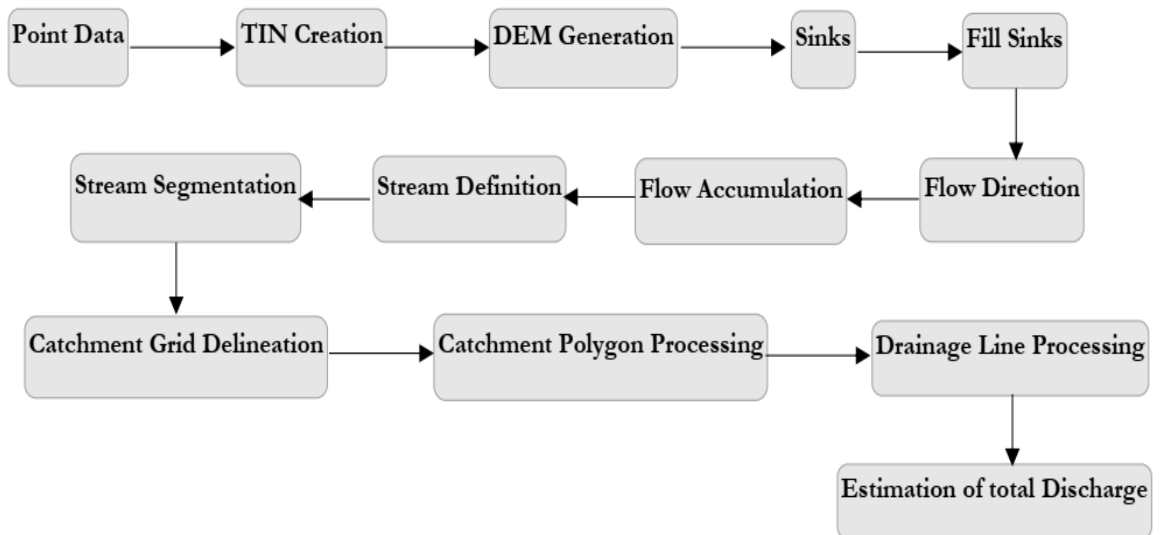 Point Data
TIN Creation
DEM Generation
Sinks
Fill Sinks
Flow Direction
Flow Accumulation
Stream Definition
Stream Segmentation
Catchment Grid Delineation
Catchment Polygon Processing
Drainage Line Processing
Estimation of total Discharge